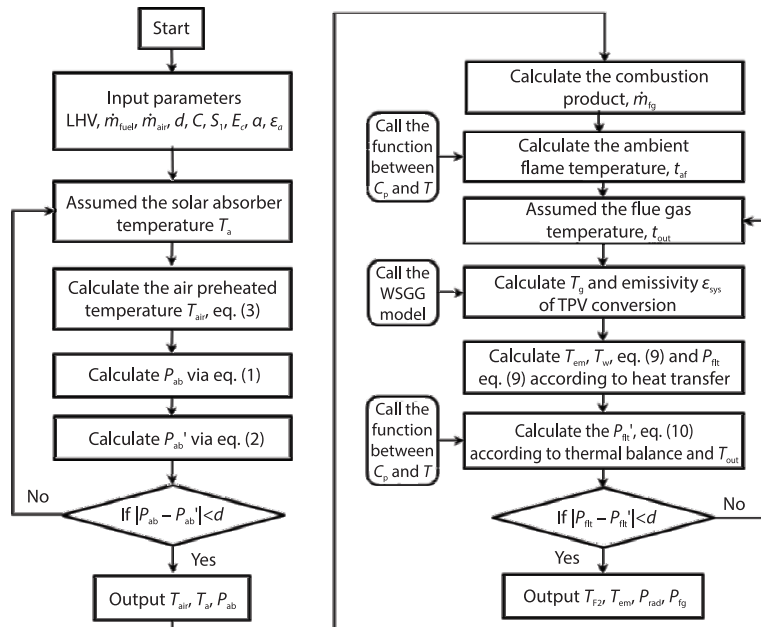 Start
Input parameters
LHV, ṁfuel, ṁair, d, C, S1, Ec, α, εa
Assumed the solar absorber
temperature Ta
Calculate the air preheated
temperature Tair, eq. (3)
Calculate Pab via eq. (1)
Calculate Pab' via eq. (2)
No
If |Pab – Pab'|<d
Yes
Output Tair, Ta, Pab
Calculate the combustion
product, ṁfg
Call the
function
between
Cp and T
Calculate the ambient
flame temperature, taf
Assumed the flue gas
temperature, tout
Call the
WSGG
model
Calculate Tg and emissivity εsys
of TPV conversion
Calculate Tem, Tw, eq. (9) and Pflt
eq. (9) according to heat transfer
Call the
function
between
Cp and T
Calculate the Pflt', eq. (10)
according to thermal balance and Tout
No
If |Pflt – Pflt'|<d
Yes
Output TF2, Tem, Prad, Pfg